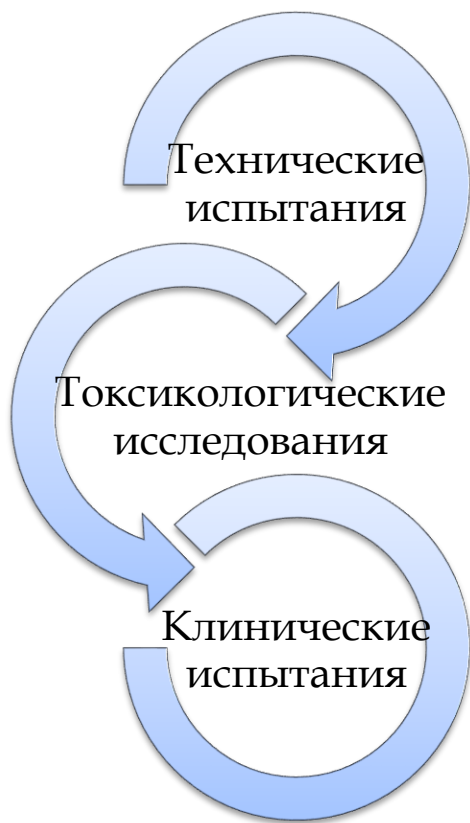 Технические
испытания
Токсикологические
исследования
Клинические
испытания